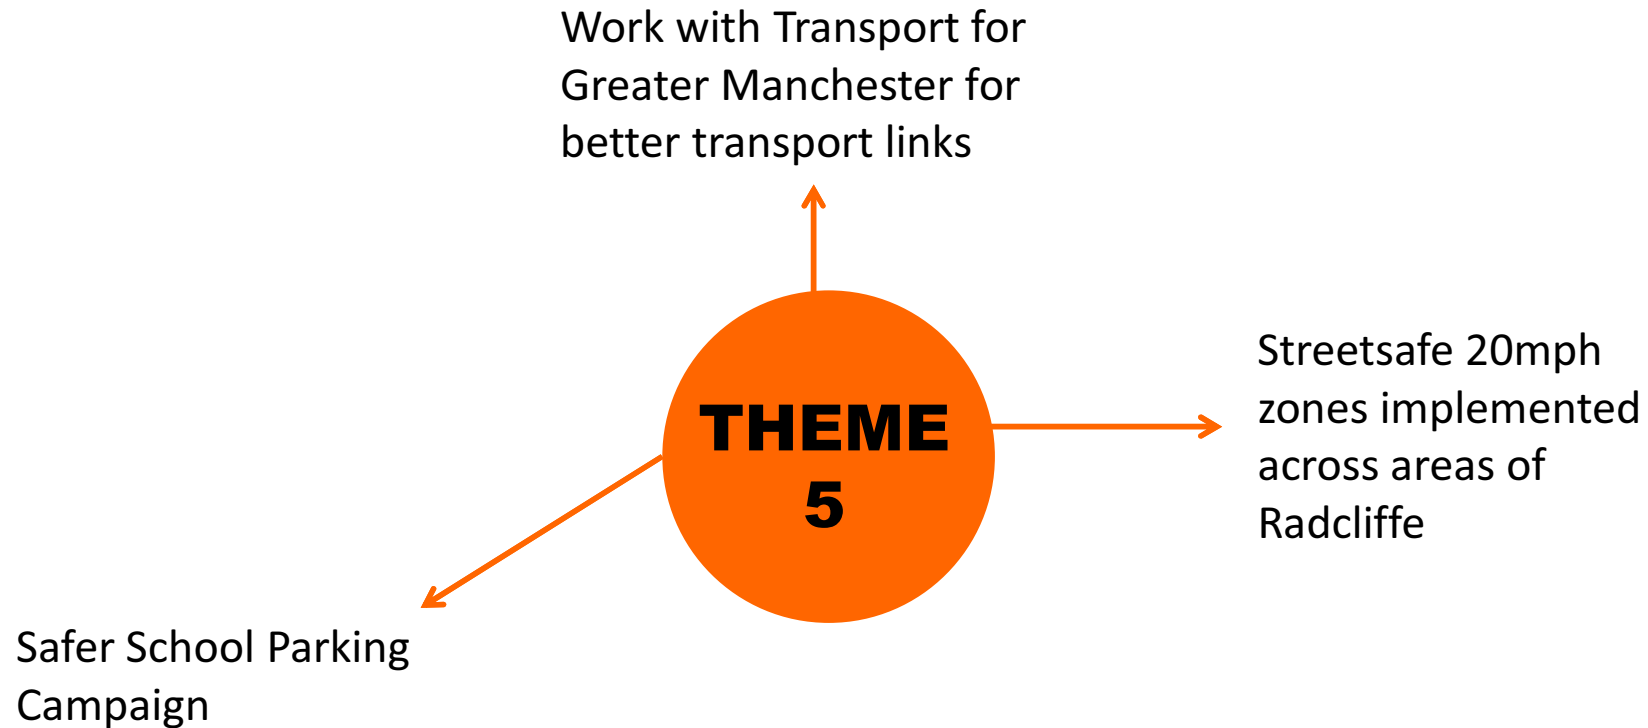 Work with Transport for
Greater Manchester for
better transport links
THEME
5
Streetsafe 20mph
zones implemented
across areas of
Radcliffe
Safer School Parking
Campaign